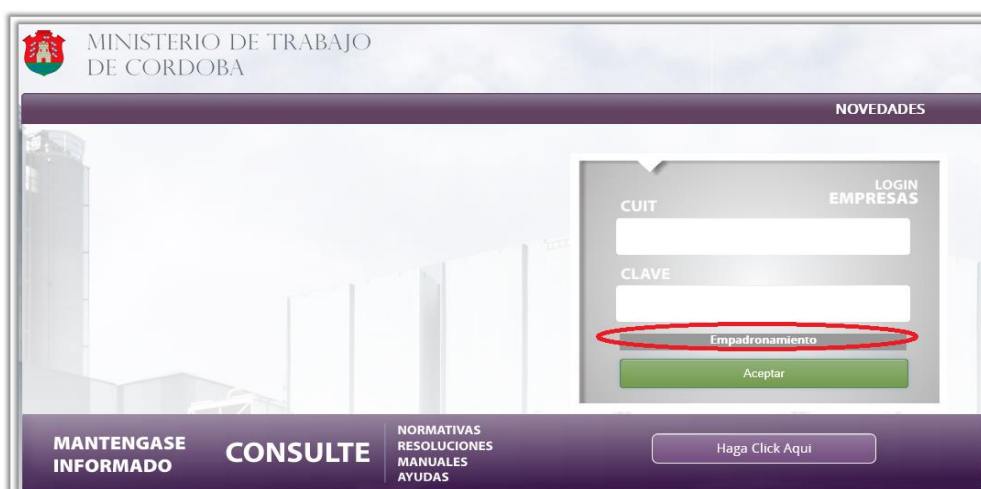 MINISTERIO DE TRABAJO
DE CORDOBA
NOVEDADES
LOGIN
EMPRESAS
CUIT
CLAVE
Empadronamiento
Aceptar
MANTENGASE
INFORMADO
CONSULTE
NORMATIVAS
RESOLUCIONES
MANUALES
AYUDAS
Haga Click Aqui